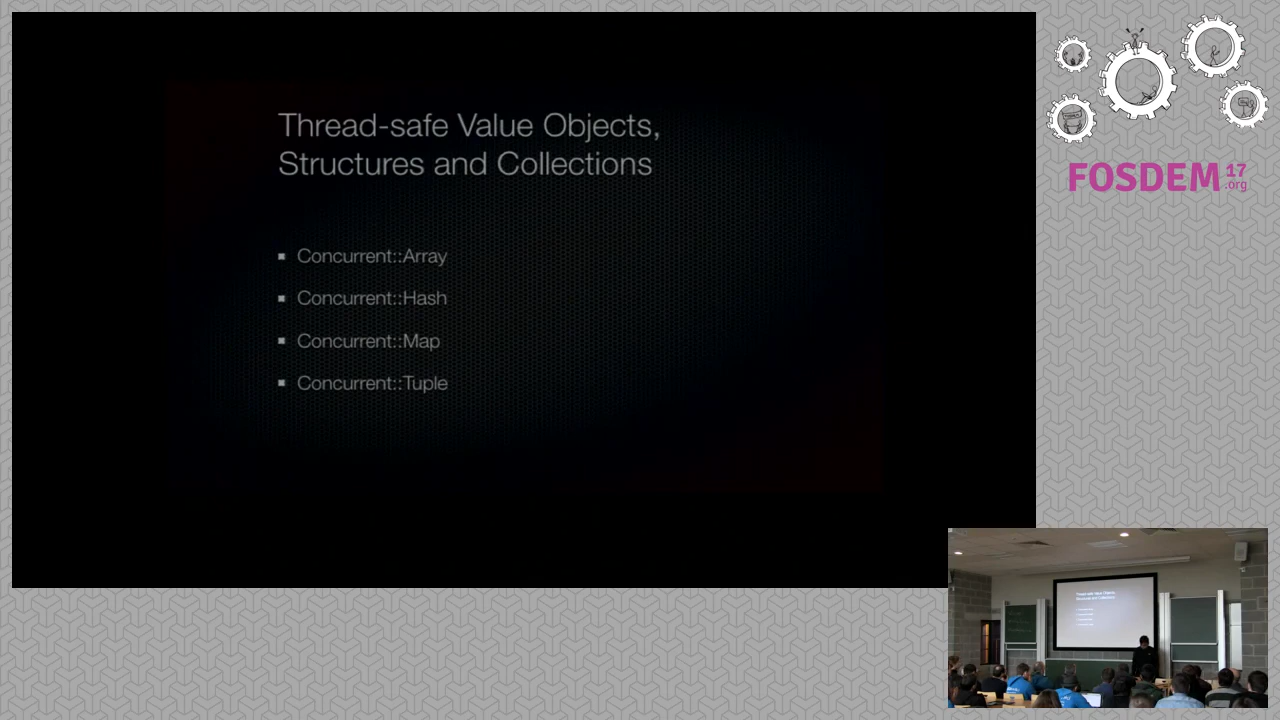 Thread-safe Value Objects,
Structures and Collections
Concurrent::Array
Concurrent::Hash
Concurrent::Map
Concurrent::Tuple
FOSDEM 17
.org